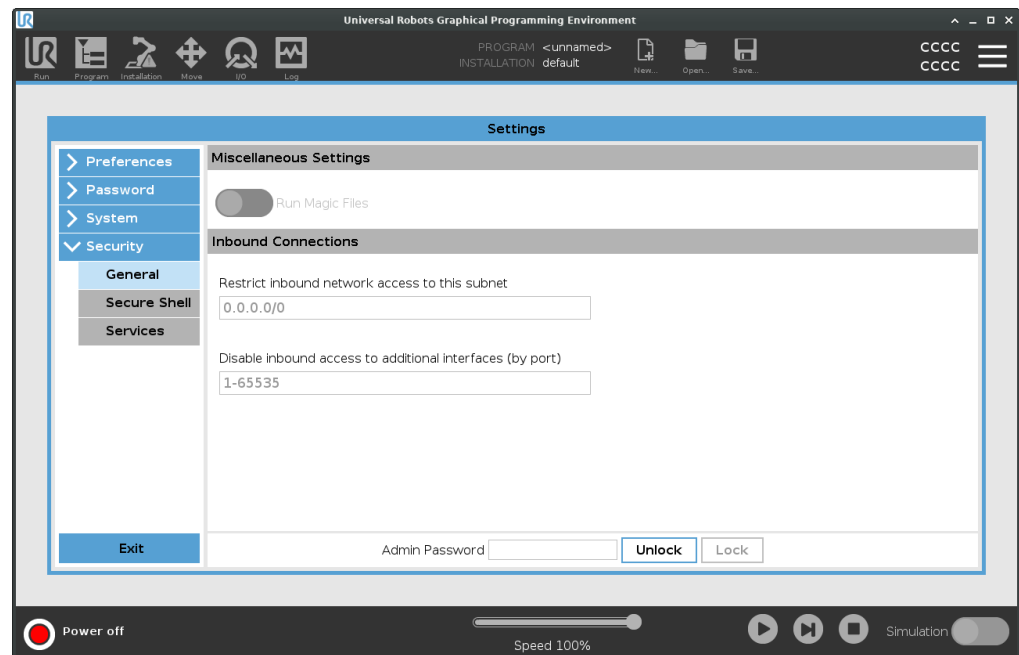 Universal Robots Graphical Programming Environment
UR
Run
Program
Installation
Move
I/O
Log
PROGRAM <unnamed>
INSTALLATION default
New...
Open...
Save...
CCCC
CCCC
Settings
Preferences
Password
System
Security
General
Secure Shell
Services
Exit
Miscellaneous Settings
Run Magic Files
Inbound Connections
Restrict inbound network access to this subnet
0.0.0.0/0
Disable inbound access to additional interfaces (by port)
1-65535
Admin Password
Unlock
Lock
Power off
Speed 100%
Simulation